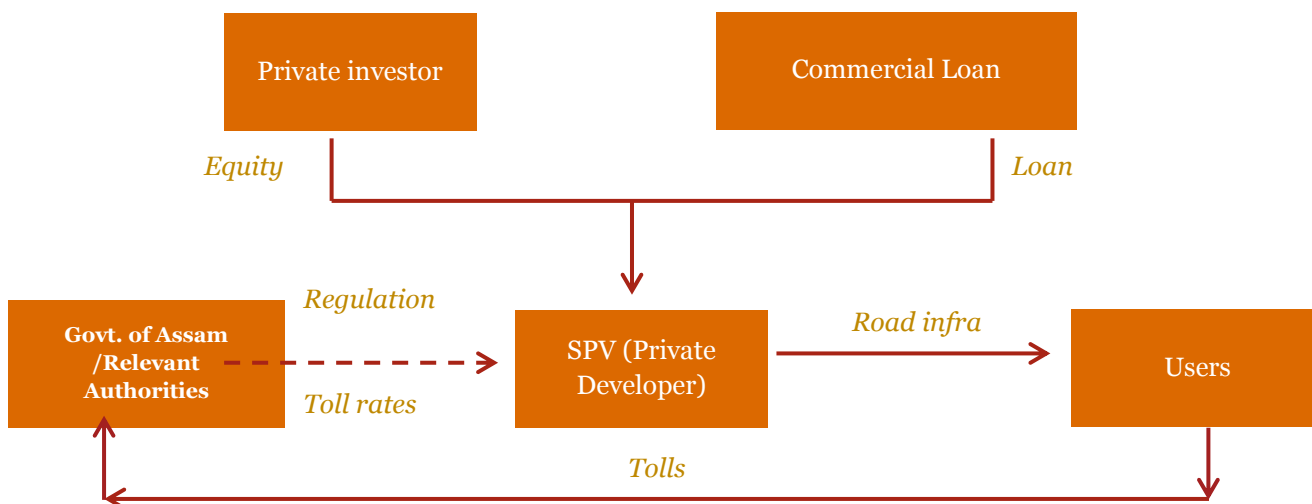 Private investor
Commercial Loan
Equity
Loan
Regulation
Govt. of Assam
/Relevant
Authorities
Toll rates
SPV (Private
Developer)
Road infra
Users
Tolls